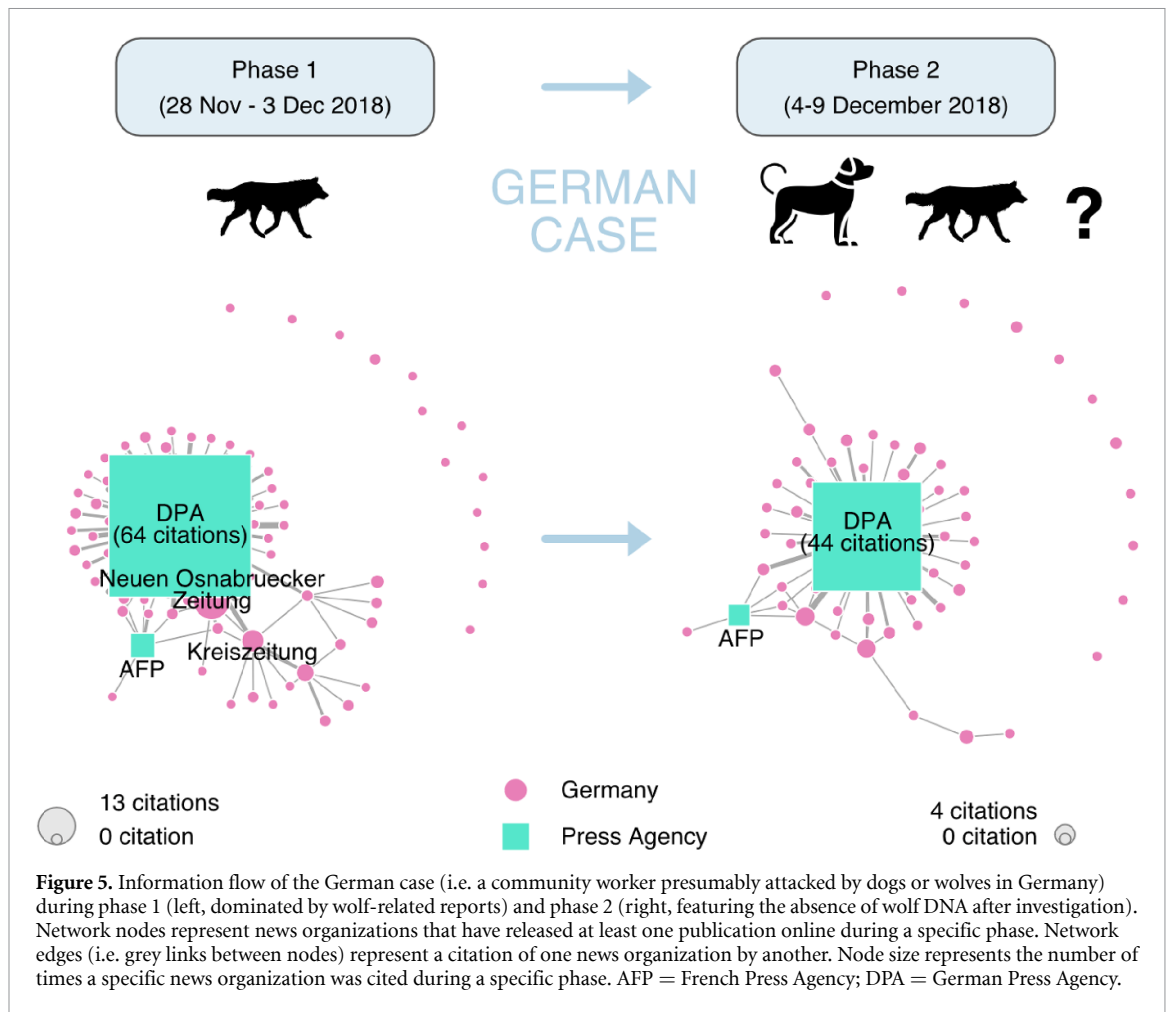 Phase 1
(28 Nov - 3 Dec 2018)
Phase 2
(4-9 December 2018)
GERMAN
CASE
?
DPA
(64 citations)
Neuen Osnabruecker
Zeitung
AFP
Kreiszeitung
DPA
(44 citations)
AFP
13 citations
0 citation
Germany
Press Agency
4 citations
0 citation
Figure 5. Information flow of the German case (i.e. a community worker presumably attacked by dogs or wolves in Germany)
during phase 1 (left, dominated by wolf-related reports) and phase 2 (right, featuring the absence of wolf DNA after investigation).
Network nodes represent news organizations that have released at least one publication online during a specific phase. Network
edges (i.e. grey links between nodes) represent a citation of one news organization by another. Node size represents the number of
times a specific news organization was cited during a specific phase. AFP = French Press Agency; DPA = German Press Agency.